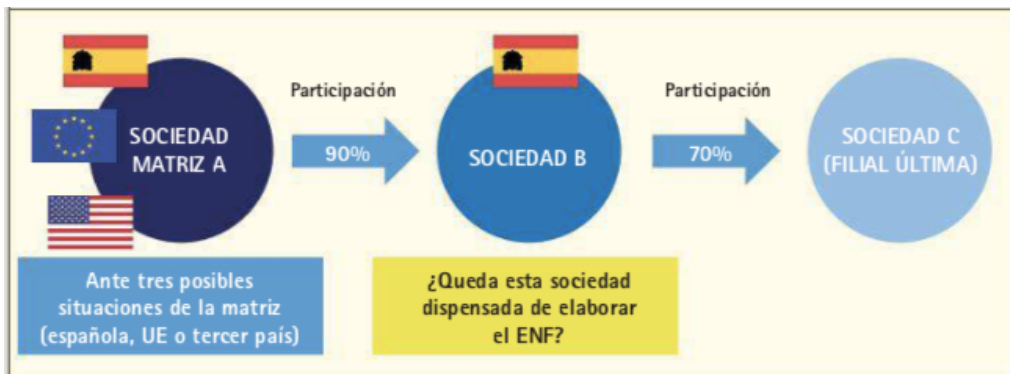 SOCIEDAD
MATRIZ A
Participación
90%
SOCIEDAD B
Participación
70%
SOCIEDAD C
(FILIAL ÚLTIMA)
Ante tres posibles
situaciones de la matriz
(española, UE o tercer país)
¿Queda esta sociedad
dispensada de elaborar
el ENF?